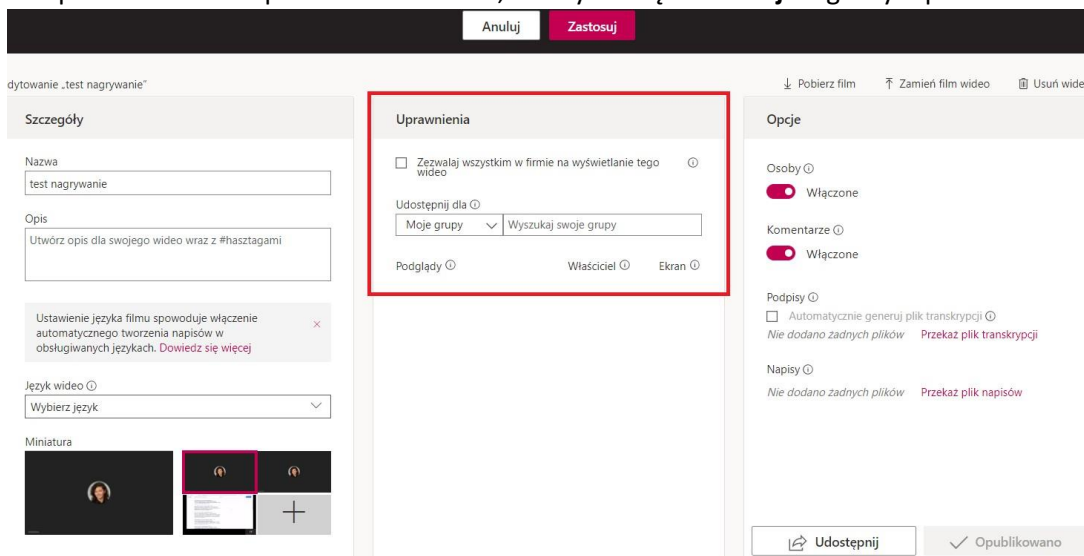 Anuluj Zastosuj
dytowanie „test nagrywanie”
Pobierz film Zamień film wideo Usuń wide
Szczegóły
Nazwa
test nagrywanie
Opis
Utwórz opis dla swojego wideo wraz z #hasztagami
Ustawienie języka filmu spowoduje włączenie
automatycznego tworzenia napisów w
obsługiwanych językach. Dowiedz się więcej
Język wideo
Wybierz język
Miniatura
Uprawnienia
Zezwalaj wszystkim w firmie na wyświetlanie tego
wideo
Udostępnij dla
Moje grupy Wyszukaj swoje grupy
Podglądy Właściciel Ekran
Opcje
Osoby
Włączone
Komentarze
Włączone
Podpisy
Automatycznie generuj plik transkrypcji
Nie dodano żadnych plików Przekaż plik transkrypcji
Napisy
Nie dodano żadnych plików Przekaż plik napisów
Udostępnij Opublikowano